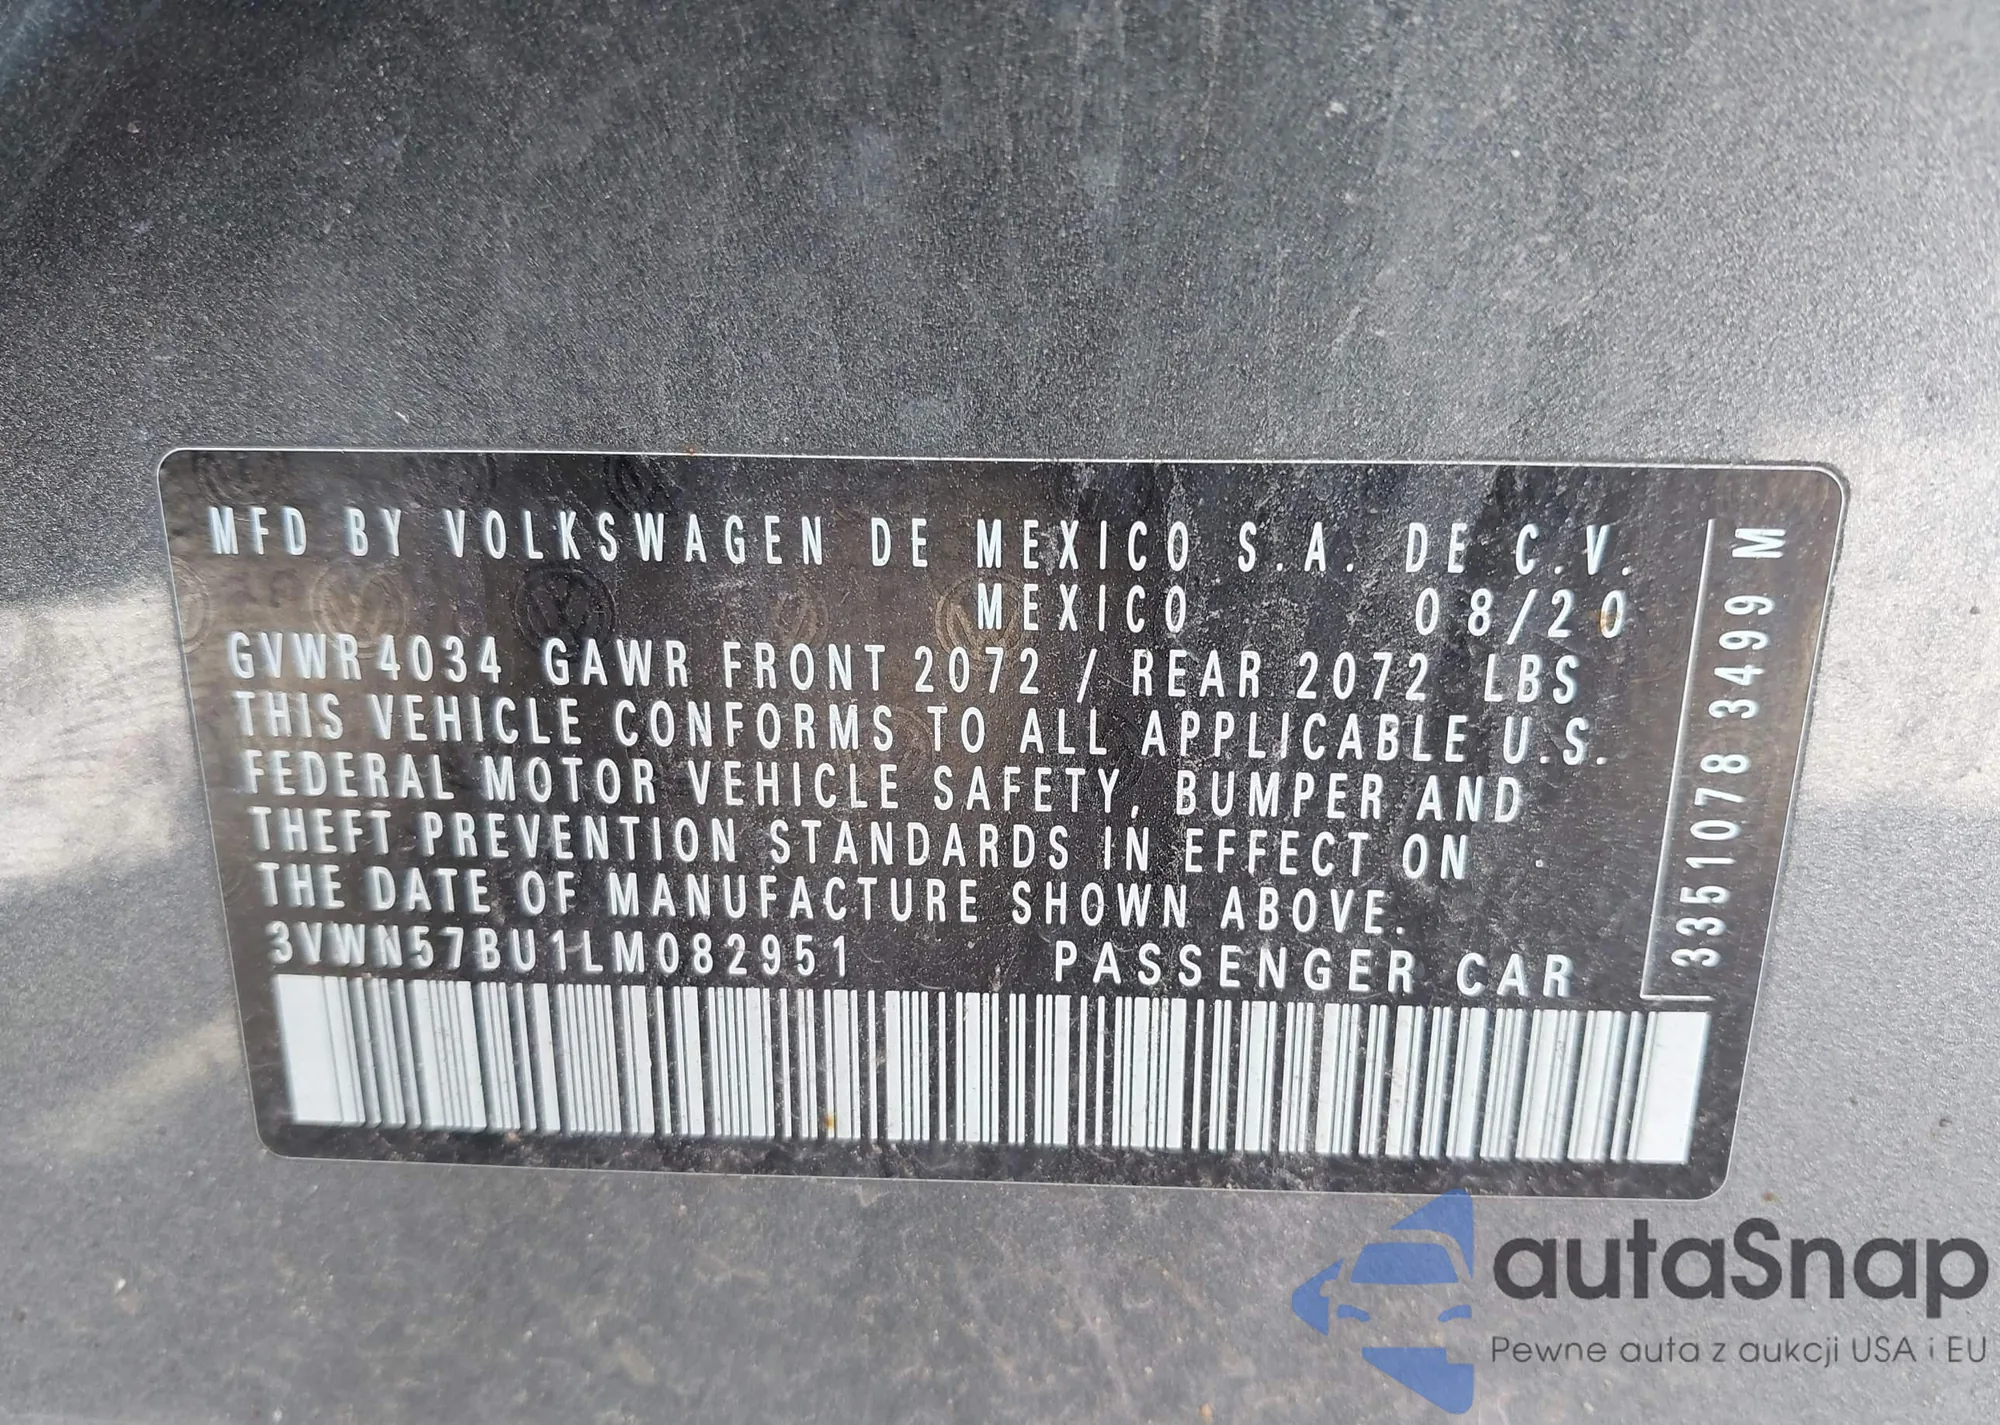 MFD BY VOLKSWAGEN DE MEXICO S.A. DE C.V.
MEXICO 08/20
GVWR 4034 GAWR FRONT 2072 / REAR 2072 LBS
THIS VEHICLE CONFORMS TO ALL APPLICABLE U.S.
FEDERAL MOTOR VEHICLE SAFETY, BUMPER AND
THEFT PREVENTION STANDARDS IN EFFECT ON
THE DATE OF MANUFACTURE SHOWN ABOVE.
3VWN57BU1LM082951 PASSENGER CAR
3351078 3499 M
autaSnap
Pewne auta z aukcji USA i EU